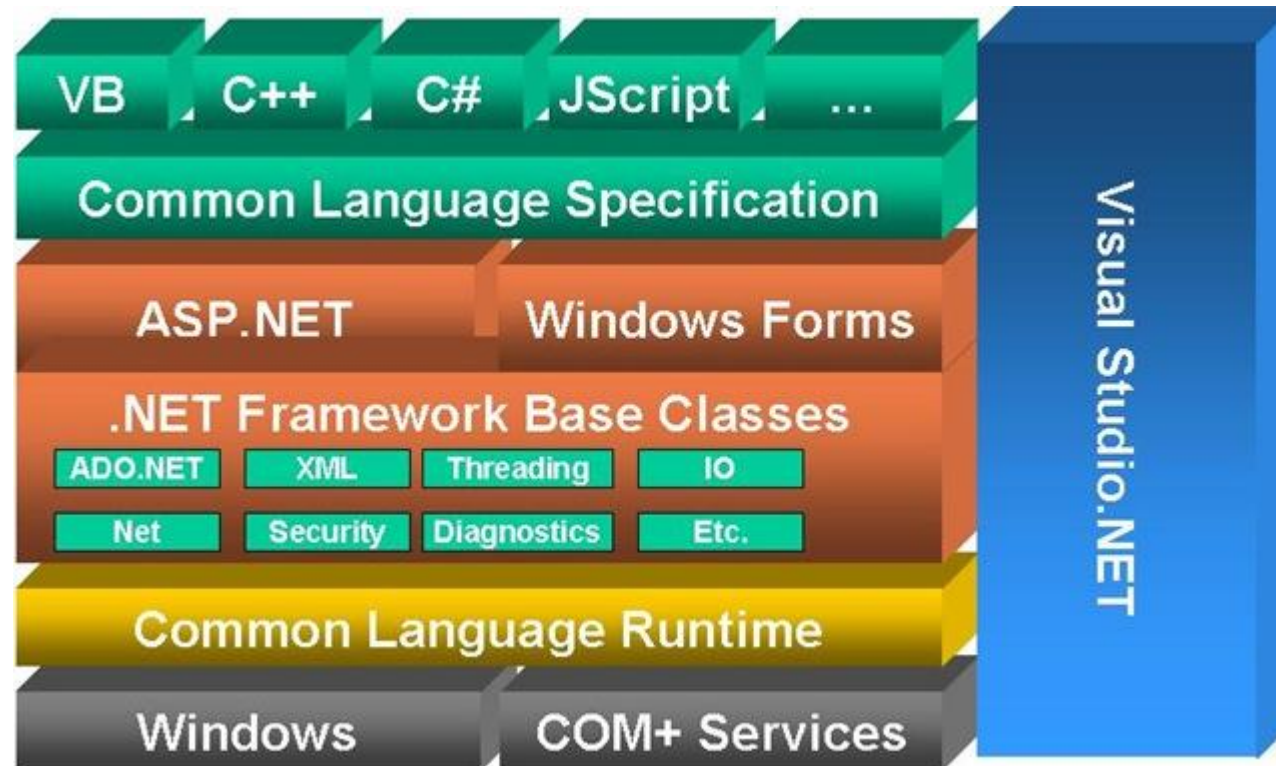 VB C++ C# JScript ...
Common Language Specification
ASP.NET Windows Forms
.NET Framework Base Classes
ADO.NET XML Threading IO
Net Security Diagnostics Etc.
Common Language Runtime
Windows COM+ Services
Visual Studio.NET